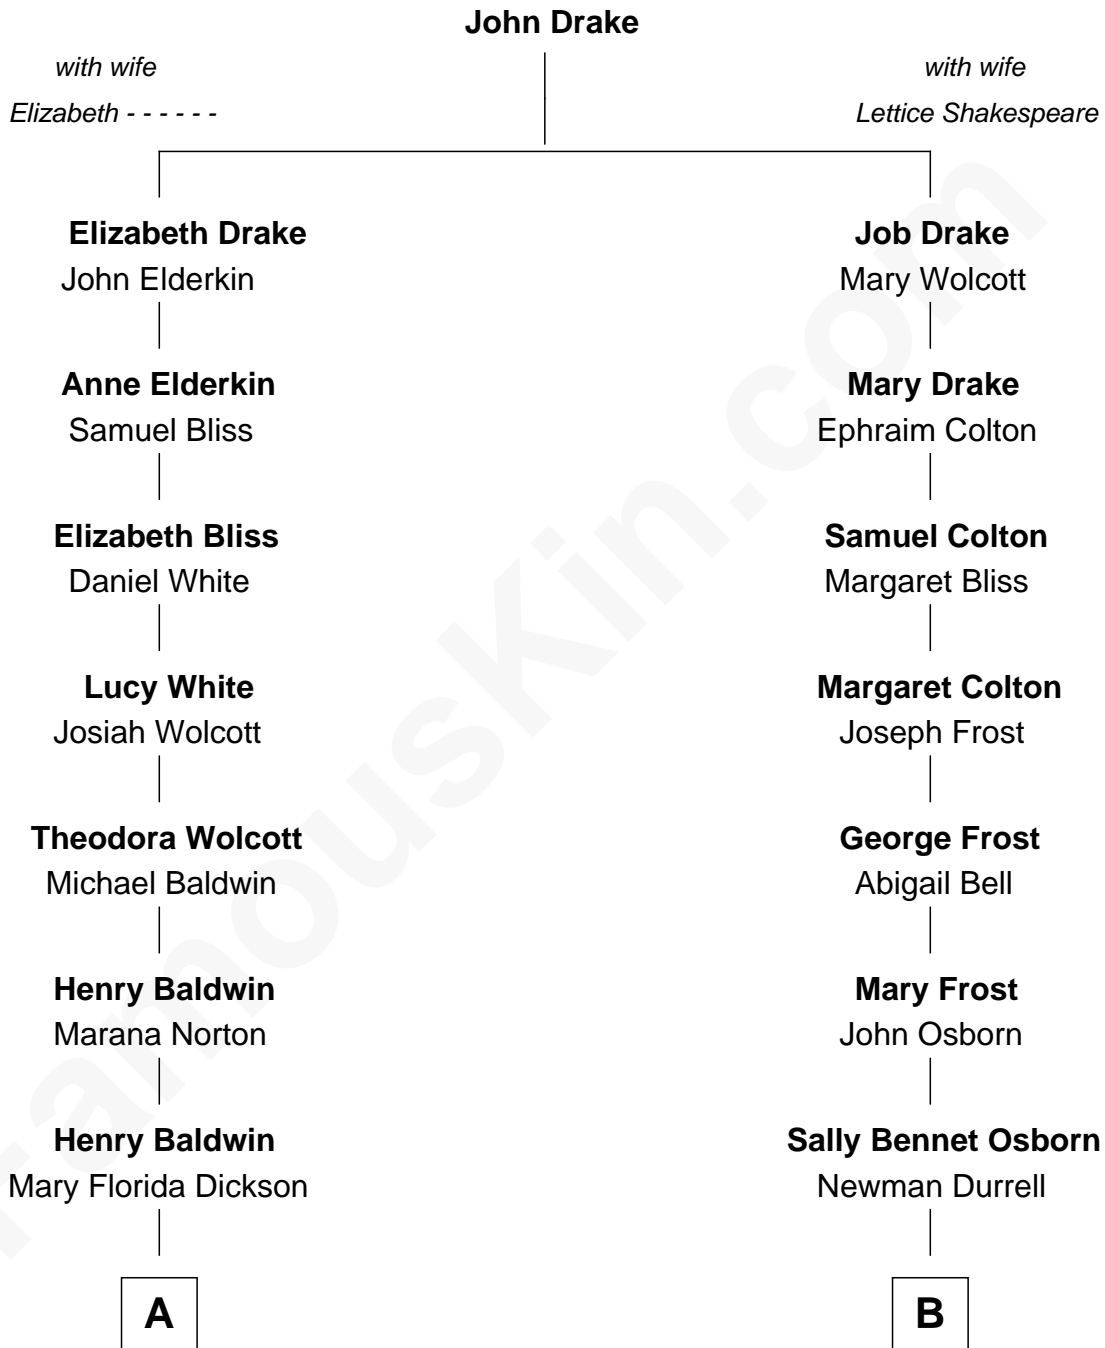 John Drake
with wife
Elizabeth - - - - - -
with wife
Lettice Shakespeare
Elizabeth Drake
John Elderkin
Job Drake
Mary Wolcott
Anne Elderkin
Samuel Bliss
Mary Drake
Ephraim Colton
Elizabeth Bliss
Daniel White
Samuel Colton
Margaret Bliss
Lucy White
Josiah Wolcott
Margaret Colton
Joseph Frost
Theodora Wolcott
Michael Baldwin
George Frost
Abigail Bell
Henry Baldwin
Marana Norton
Mary Frost
John Osborn
Henry Baldwin
Mary Florida Dickson
Sally Bennet Osborn
Newman Durrell
A
B
FamousKin.com